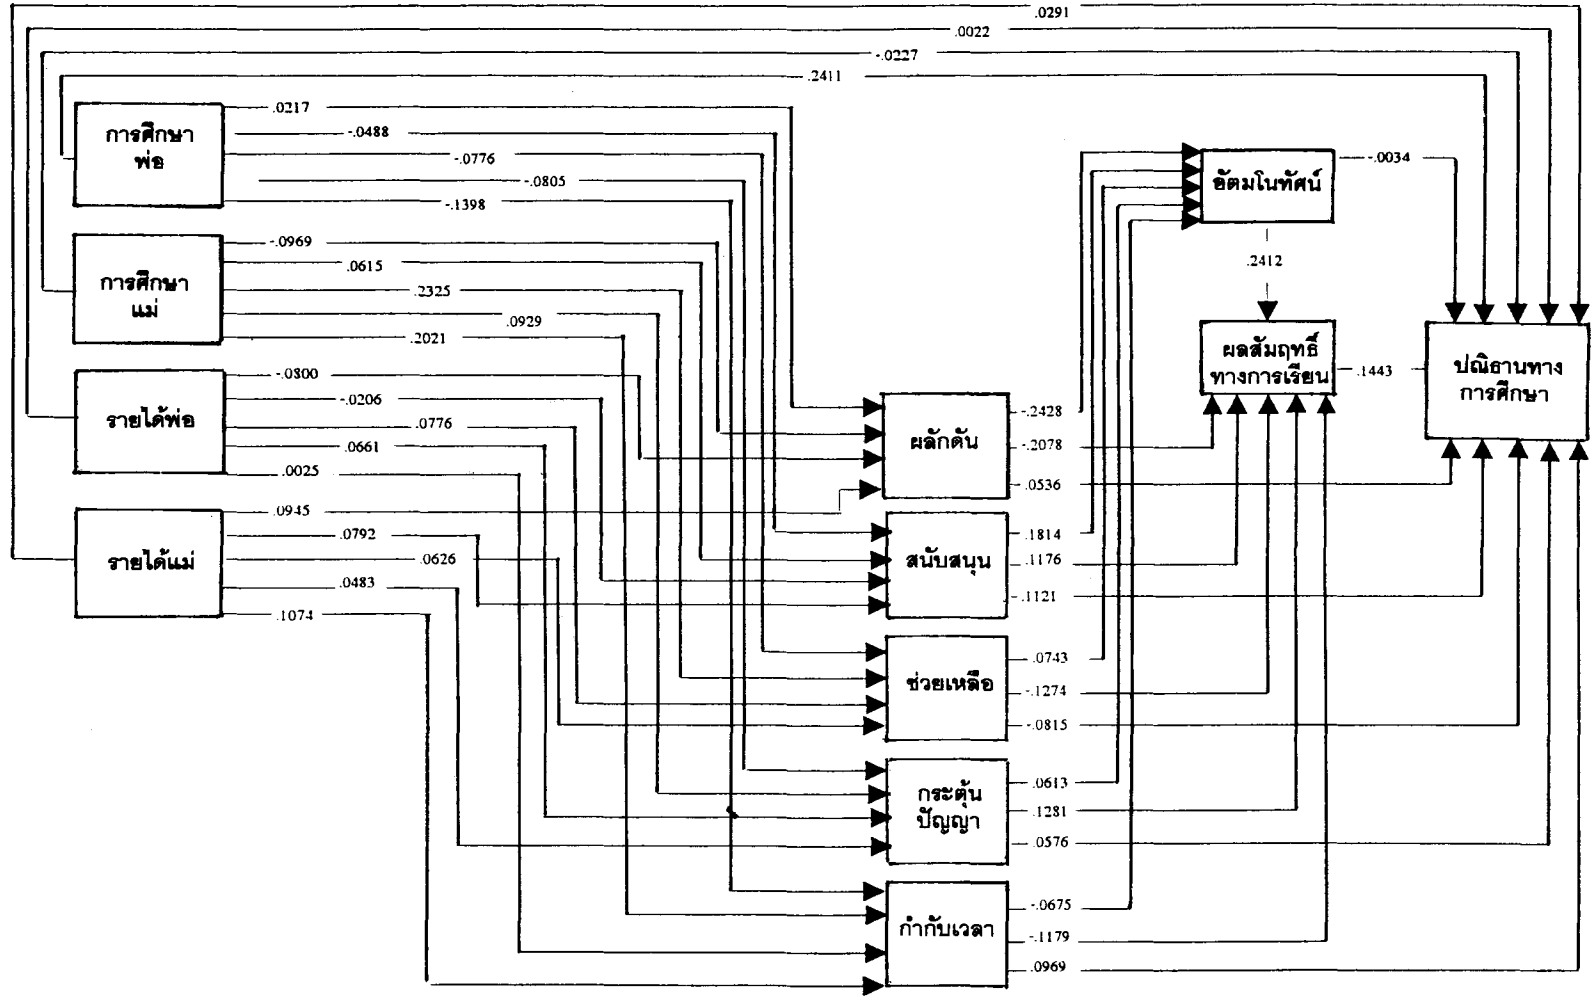 .0291
.0022
-.0227
.2411
การศึกษา
พ่อ
.0217
-.0488
-.0776
-.0805
-.1398
การศึกษา
แม่
-.0969
.0615
.2325
.0929
.2021
รายได้พ่อ
-.0800
-.0206
.0776
.0661
.0025
รายได้แม่
.0945
.0792
.0626
.0483
.1074
ผลักดัน
-.2428
-.2078
.0536
สนับสนุน
.1814
.1176
-.1121
ช่วยเหลือ
.0743
-.1274
-.0815
กระตุ้น
ปัญญา
.0613
.1281
.0576
กำกับเวลา
-.0675
-.1179
.0969
อัตมโนทัศน์
-.0034
.2412
ผลสัมฤทธิ์
ทางการเรียน
.1443
ปณิธานทาง
การศึกษา